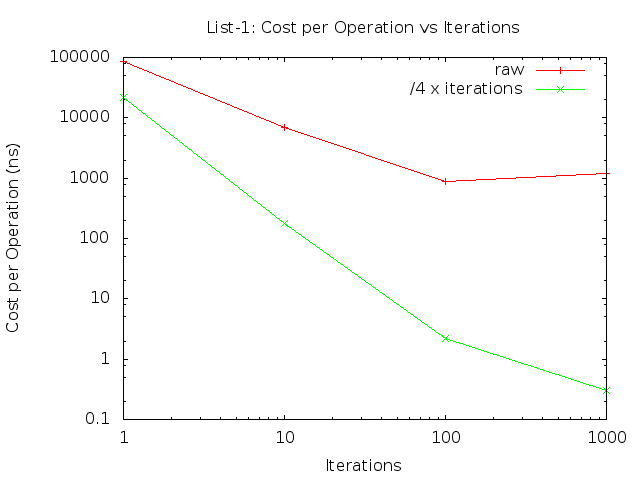 List-1: Cost per Operation vs Iterations
raw
/4 x iterations
100000
10000
1000
100
10
1
0.1
Cost per Operation (ns)
1 10 100 1000
Iterations